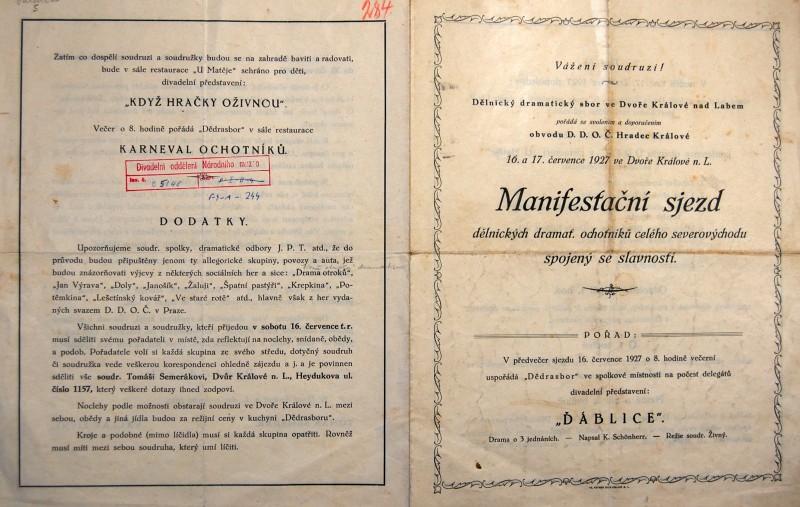 5
284
Zatím co dospělí soudruzi a soudružky budou se na zahradě baviti a radovati,
bude v sále restaurace „U Matěje“ sehráno pro děti,
divadelní představení:
„KDYŽ HRAČKY OŽIVNOU“.
Večer o 8. hodině pořádá „Dědrasbor“ v sále restaurace
KARNEVAL OCHOTNÍKŮ.
Divadelní oddělení Národního
Inv. č.
DODATKY.
Upozorňujeme soudr. spolky, dramatické odbory J. P. T. atd., že do
průvodu budou připuštěny jenom ty allegorické skupiny, povozy a auta, jež
budou znázorňovati výjevy z některých sociálních her a sice: „Drama otroků“,
„Jan Výrava“, „Doly“, „Janošík“, „Žaluji“, „Špatní pastýři“, „Krepkina“, „Po-
těmkina“, „Lešetínský kovář“, „Ve staré rotě“ atd., hlavně však z her vyda-
ných svazem D. D. O. Č. v Praze.
Všichni soudruzi a soudružky, kteří přijedou v sobotu 16. července t. r.
musí sděliti svému pořadateli v místě, zda reflektují na noclehy, snídaně, obědy,
a podob. Pořadatele volí si každá skupina ze svého středu, dotyčný soudruh
či soudružka vede veškerou korespondenci ohledně zájezdu a j. a je povinnen
sděliti vše soudr. Tomáši Semerákovi, Dvůr Králové n. L., Heydukova ul.
číslo 1157, který veškeré dotazy ihned zodpoví.
Noclehy podle možnosti obstarají soudruzi ve Dvoře Králové n. L. mezi
sebou, obědy a jiná jídla budou za režijní ceny v kuchyni „Dědrasboru“.
Kroje a podobné (mimo líčidla) musí si každá skupina opatřiti. Rovněž
musí míti mezi sebou soudruha, který umí líčiti.
Vážení soudruzi!
Dělnický dramatický sbor ve Dvoře Králové nad Labem
pořádá se svolením a doporučením
obvodu D. D. O. Č. Hradec Králové
16. a 17. července 1927 ve Dvoře Králové n. L.
Manifestační sjezd
dělnických dramat. ochotníků celého severovýchodu
spojený se slavností.
POŘAD:
V předvečer sjezdu 16. července 1927 o 8. hodině večerní
uspořádá „Dědrasbor“ ve spolkové místnosti na počest delegátů
divadelní představení:
„ĎÁBLICE“.
Drama o 3 jednáních. — Napsal K. Schönherr. — Režie soudr. Živný.